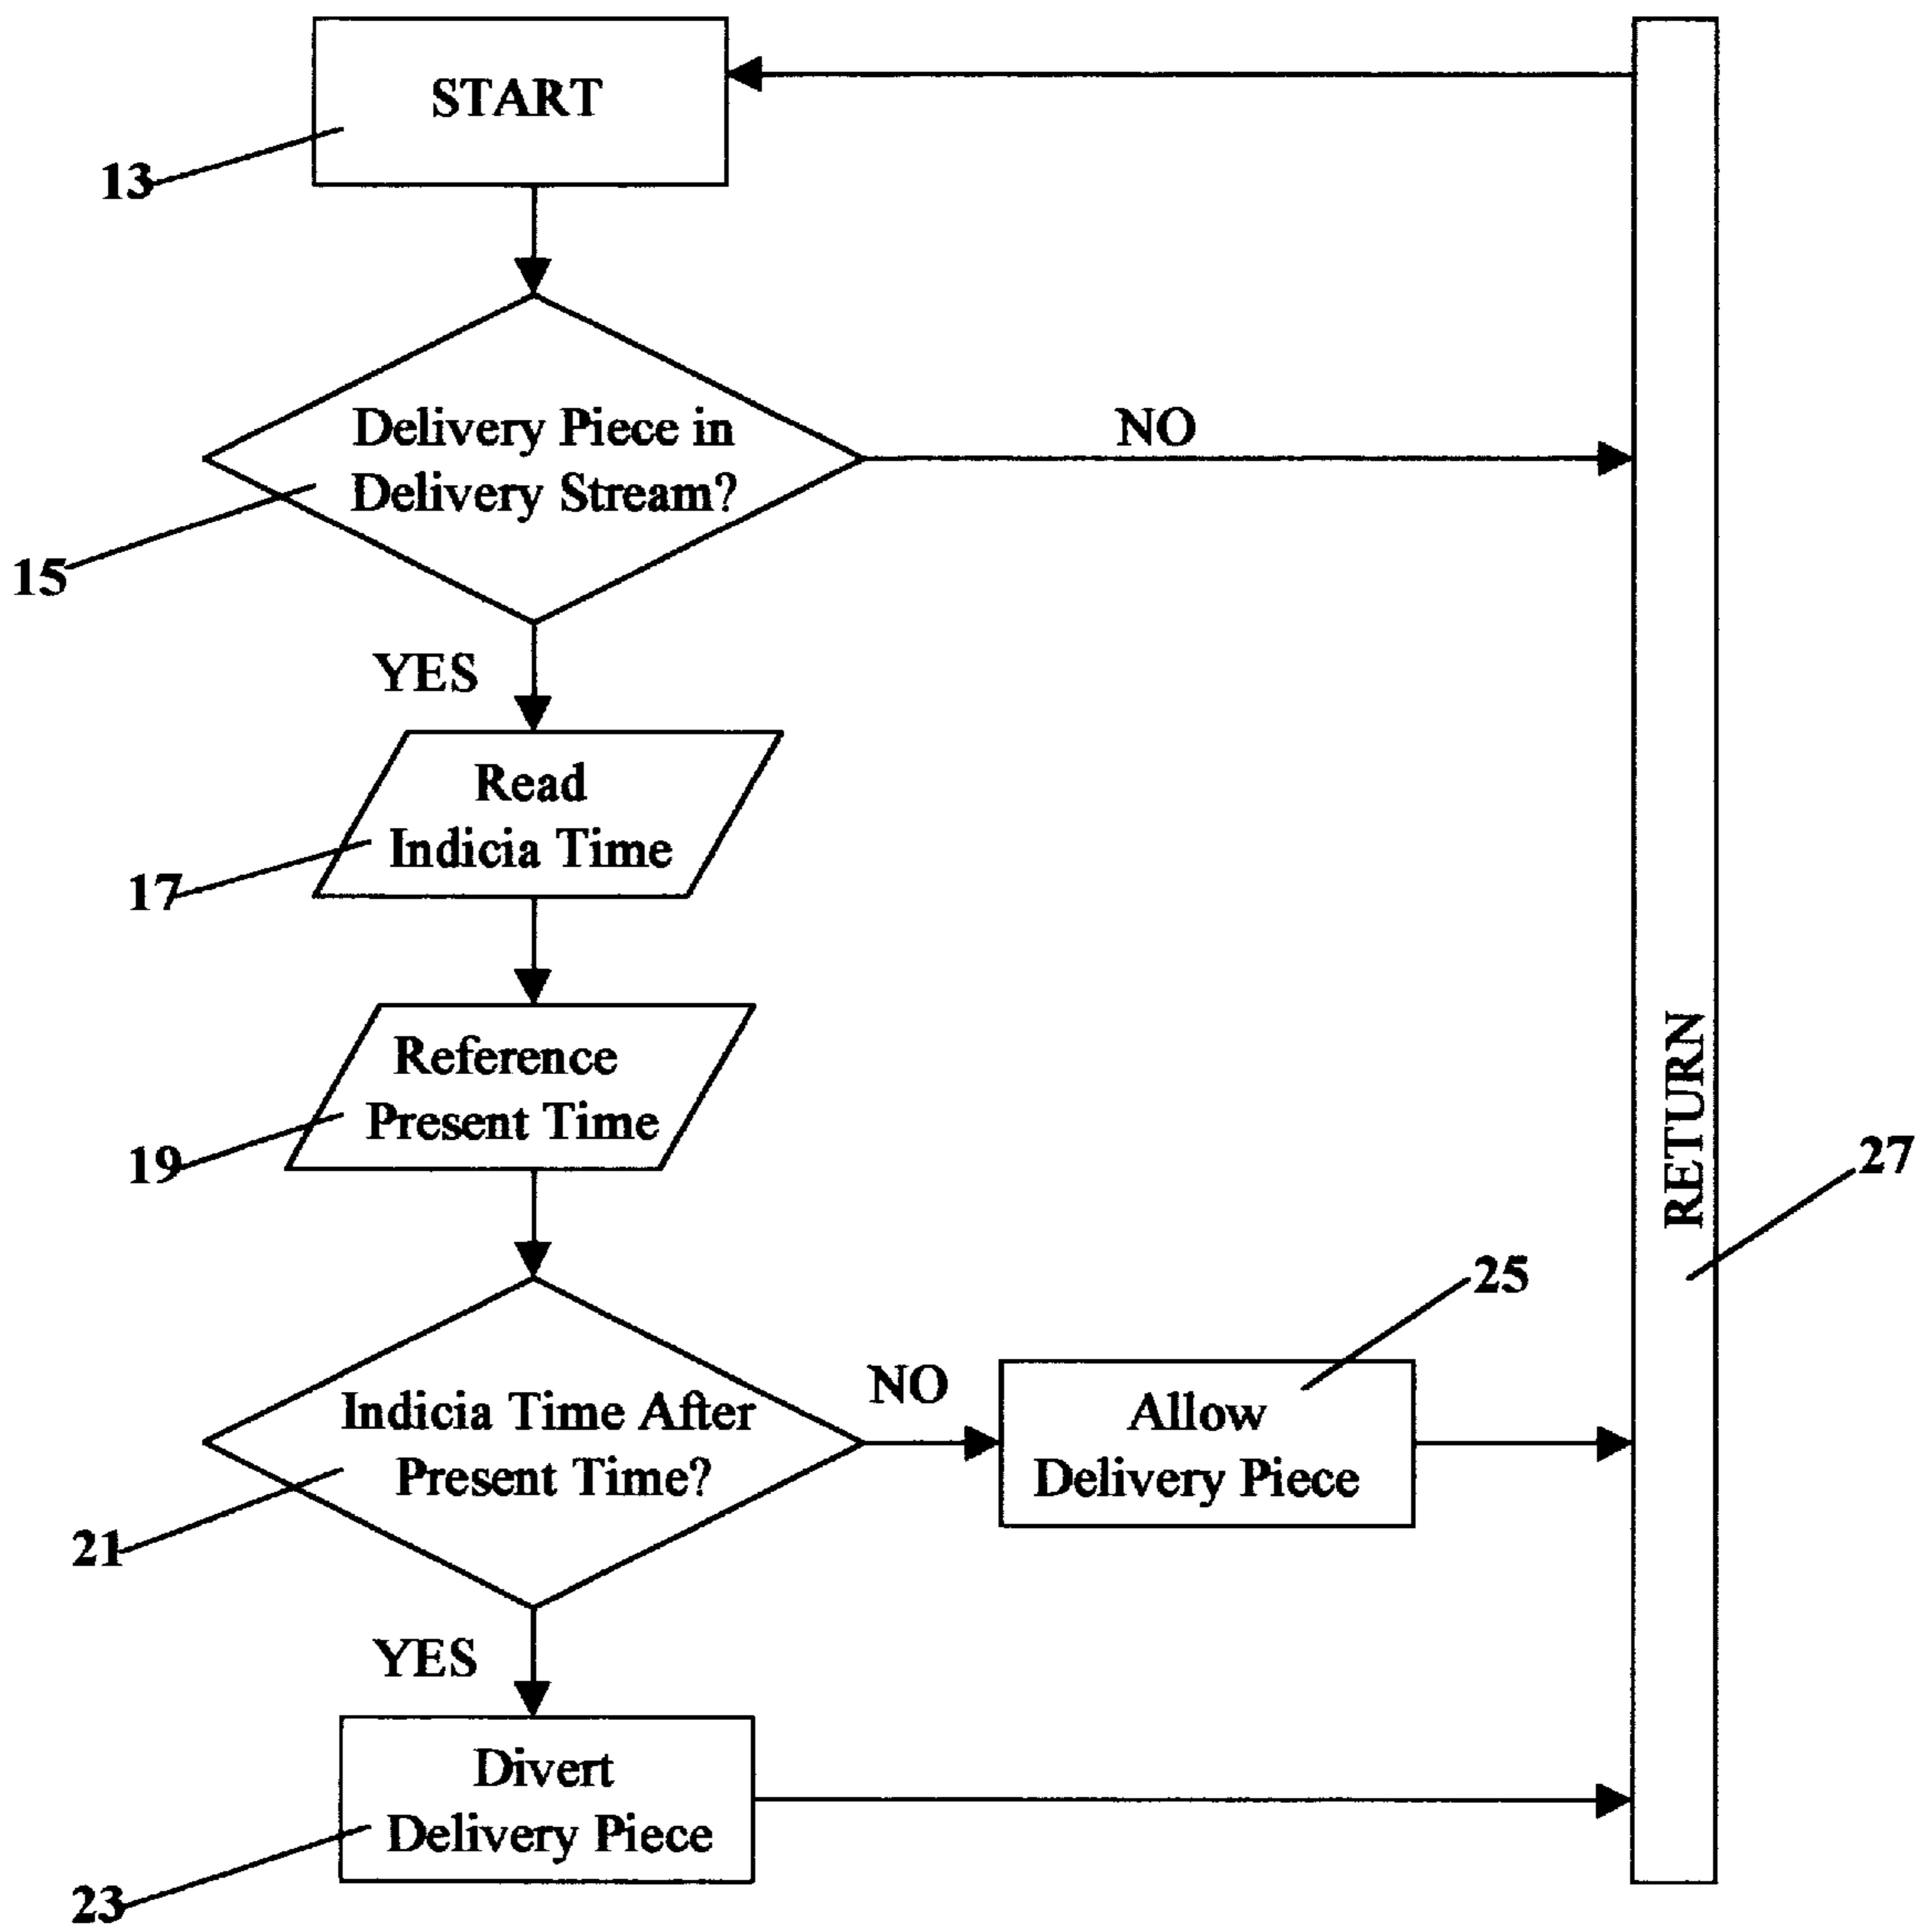 START
13
Delivery Piece in
Delivery Stream?
NO
15
YES
Read
Indicia Time
17
Reference
Present Time
19
RETURN
27
25
Indicia Time After
Present Time?
NO
Allow
Delivery Piece
21
YES
Divert
Delivery Piece
23